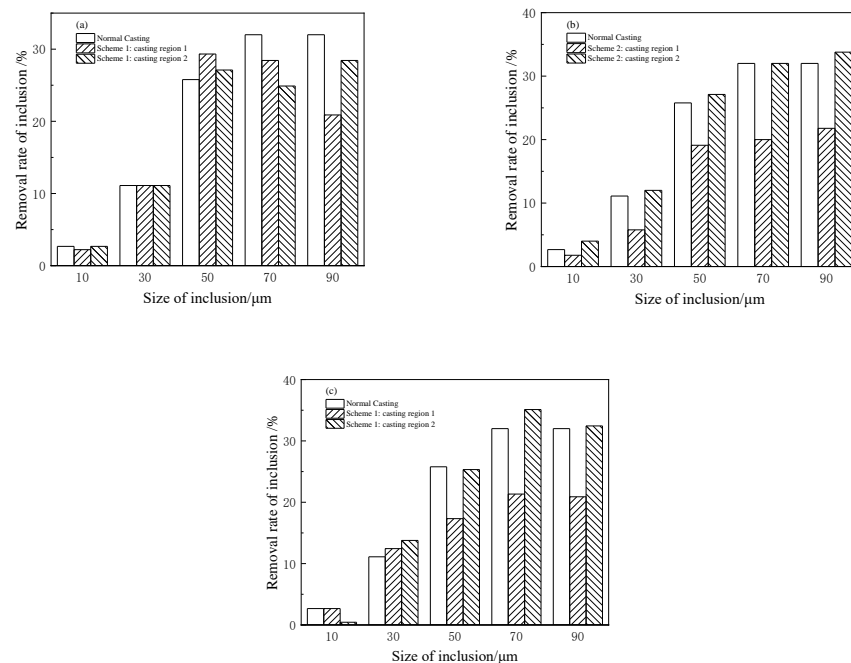 (a)
Normal Casting
Scheme 1: casting region 1
Scheme 1: casting region 2
Removal rate of inclusion /%
30
20
10
0
10 30 50 70 90
Size of inclusion/μm
(b)
Normal Casting
Scheme 2: casting region 1
Scheme 2: casting region 2
Removal rate of inclusion /%
40
30
20
10
0
10 30 50 70 90
Size of inclusion/μm
(c)
Normal Casting
Scheme 1: casting region 1
Scheme 1: casting region 2
Removal rate of inclusion /%
40
30
20
10
0
10 30 50 70 90
Size of inclusion/μm